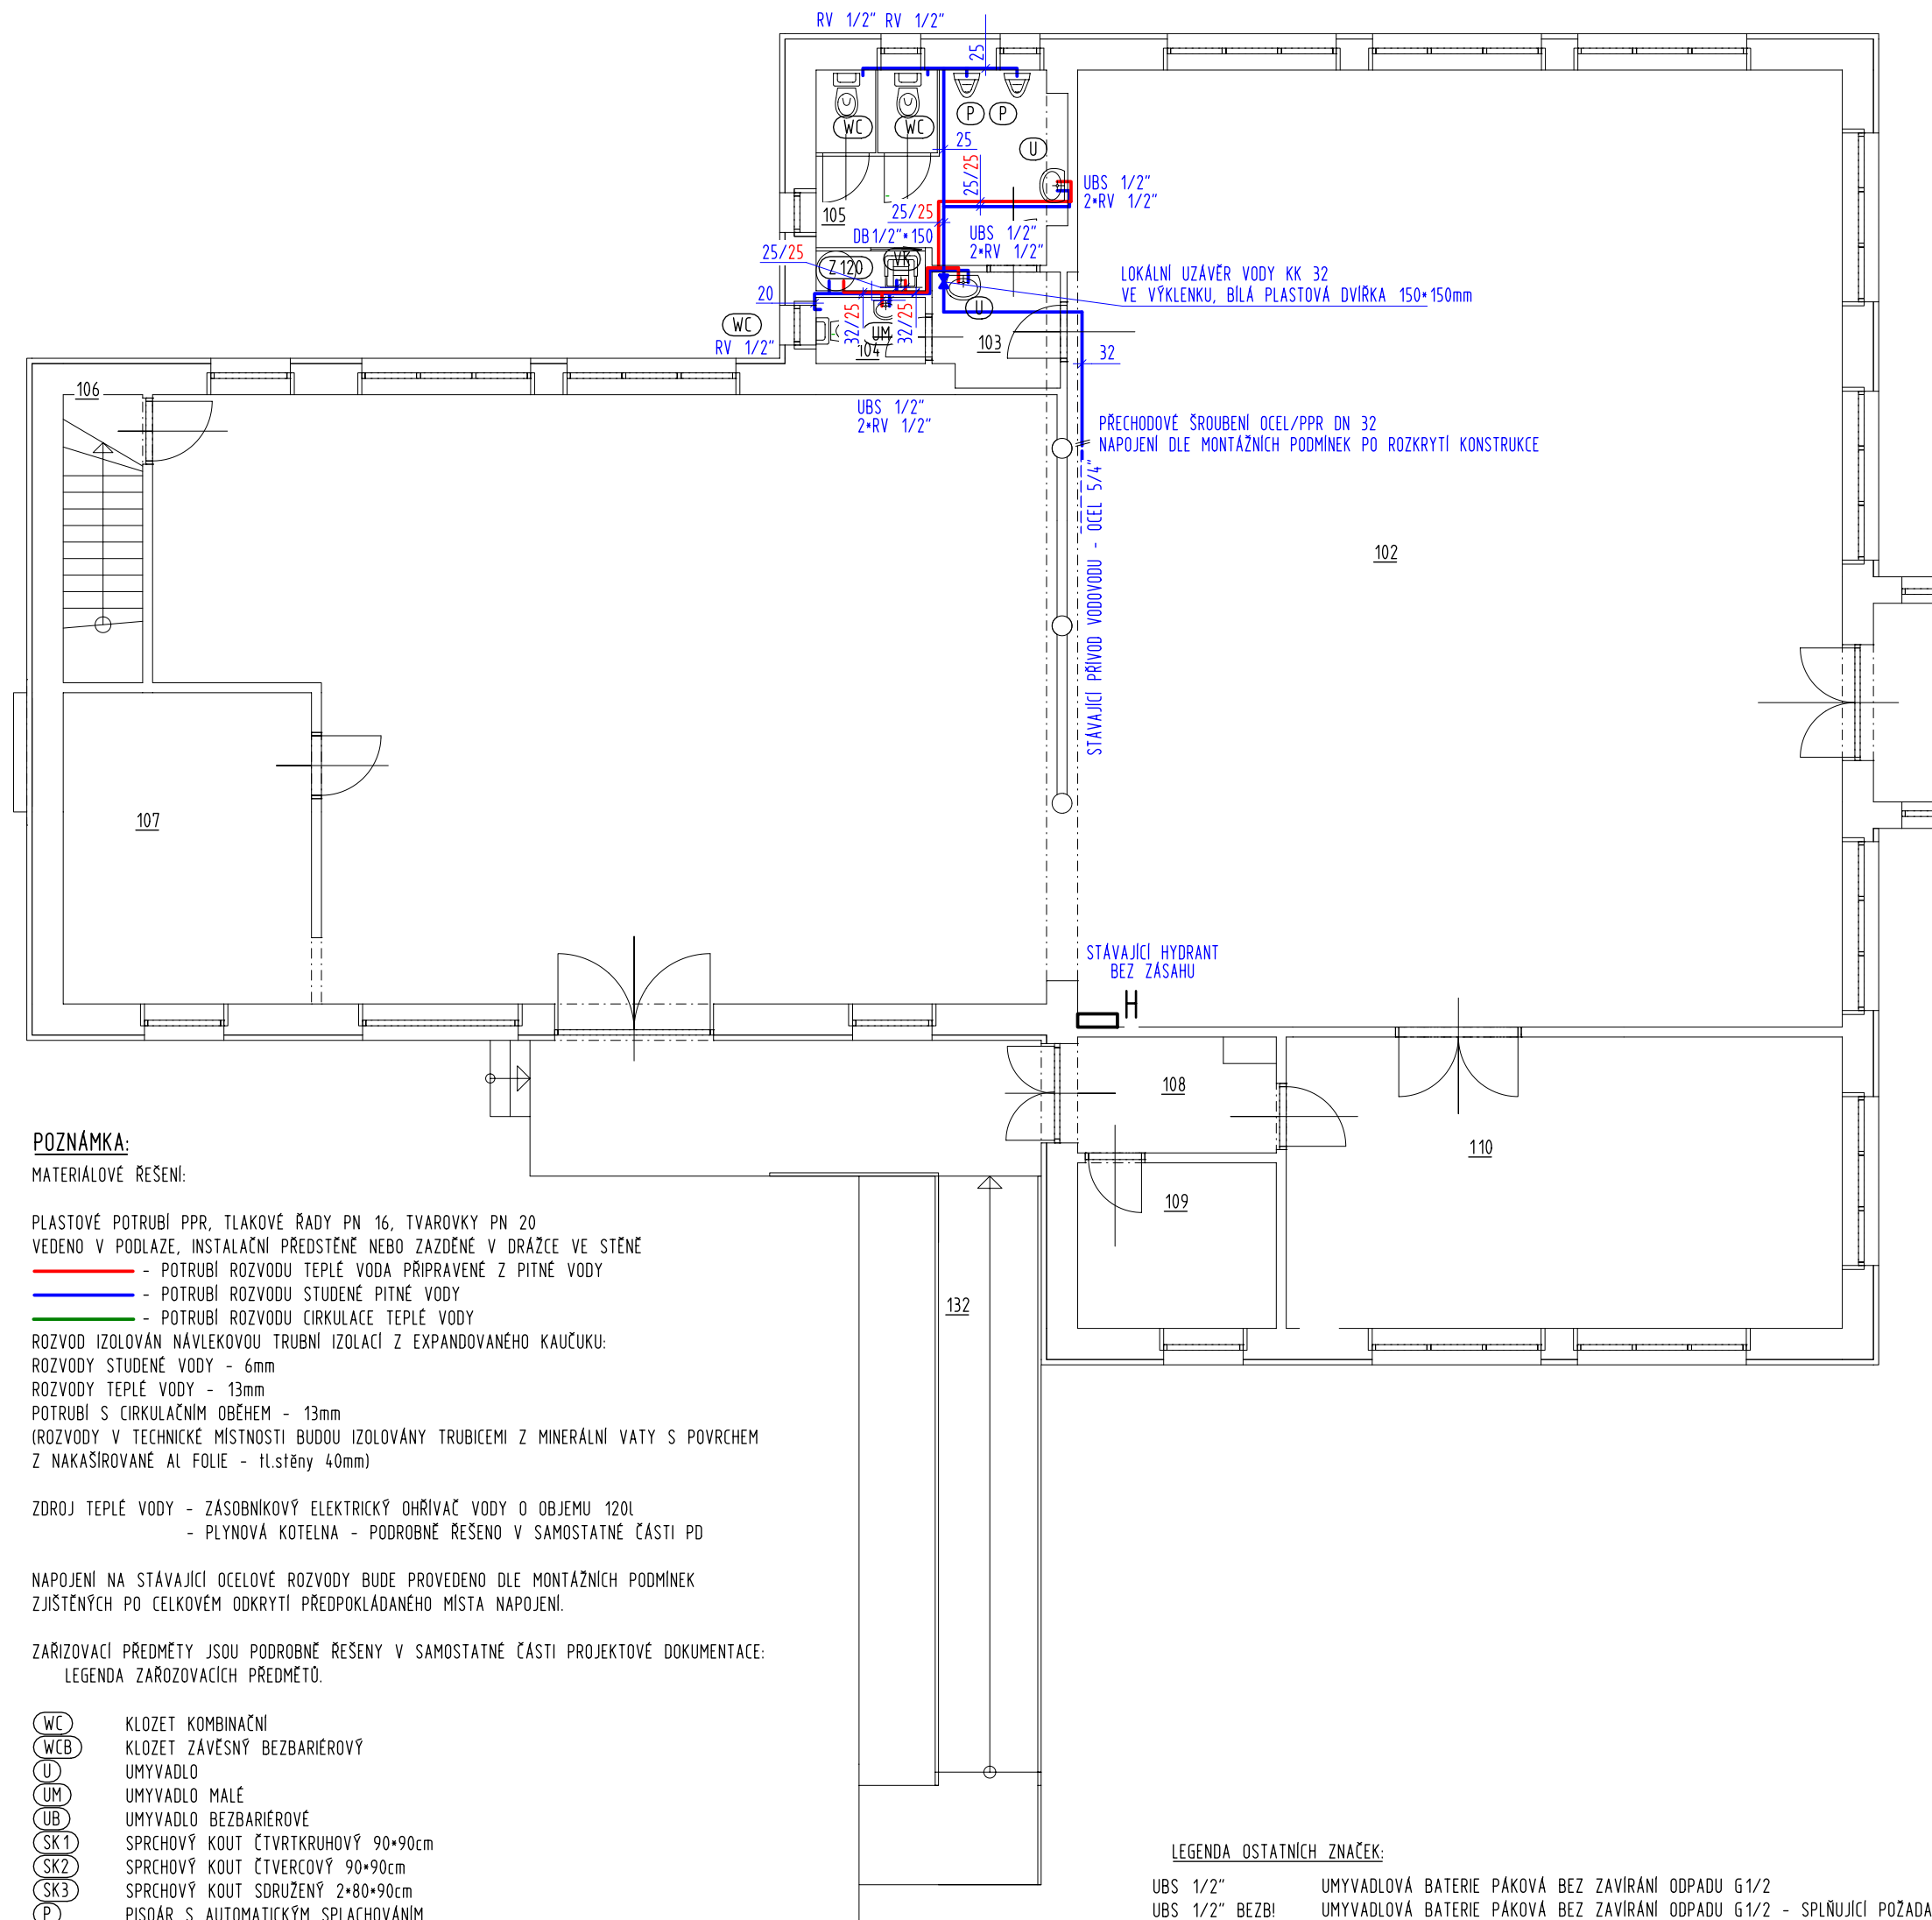 RV 1/2" RV 1/2"
25
WC
WC
P
P
U
25
25/25
UBS 1/2"
2*RV 1/2"
105
25/25
DB1/2"*150
UBS 1/2"
2*RV 1/2"
25/25
Z120
VK
LOKÁLNÍ UZÁVĚR VODY KK 32
VE VÝKLENKU, BÍLÁ PLASTOVÁ DVÍŘKA 150*150mm
20
U
WC
RV 1/2"
32/25
UM
32/25
104
103
32
106
UBS 1/2"
2*RV 1/2"
PŘECHODOVÉ ŠROUBENÍ OCEL/PPR DN 32
NAPOJENÍ DLE MONTÁŽNÍCH PODMÍNEK PO ROZKRYTÍ KONSTRUKCE
STÁVAJÍCÍ PŘÍVOD VODOVODU - OCEL 5/4"
102
107
STÁVAJÍCÍ HYDRANT
BEZ ZÁSAHU
H
108
110
109
132
POZNÁMKA:
MATERIÁLOVÉ ŘEŠENÍ:
PLASTOVÉ POTRUBÍ PPR, TLAKOVÉ ŘADY PN 16, TVAROVKY PN 20
VEDENO V PODLAZE, INSTALAČNÍ PŘEDSTĚNĚ NEBO ZAZDĚNÉ V DRÁŽCE VE STĚNĚ
- POTRUBÍ ROZVODU TEPLÉ VODA PŘIPRAVENÉ Z PITNÉ VODY
- POTRUBÍ ROZVODU STUDENÉ PITNÉ VODY
- POTRUBÍ ROZVODU CIRKULACE TEPLÉ VODY
ROZVOD IZOLOVÁN NÁVLEKOVOU TRUBNÍ IZOLACÍ Z EXPANDOVANÉHO KAUČUKU:
ROZVODY STUDENÉ VODY - 6mm
ROZVODY TEPLÉ VODY - 13mm
POTRUBÍ S CIRKULAČNÍM OBĚHEM - 13mm
(ROZVODY V TECHNICKÉ MÍSTNOSTI BUDOU IZOLOVÁNY TRUBICEMI Z MINERÁLNÍ VATY S POVRCHEM
Z NAKAŠÍROVANÉ Al FOLIE - tl.stěny 40mm)
ZDROJ TEPLÉ VODY - ZÁSOBNÍKOVÝ ELEKTRICKÝ OHŘÍVAČ VODY O OBJEMU 120l
- PLYNOVÁ KOTELNA - PODROBNĚ ŘEŠENO V SAMOSTATNÉ ČÁSTI PD
NAPOJENÍ NA STÁVAJÍCÍ OCELOVÉ ROZVODY BUDE PROVEDENO DLE MONTÁŽNÍCH PODMÍNEK
ZJIŠTĚNÝCH PO CELKOVÉM ODKRYTÍ PŘEDPOKLÁDANÉHO MÍSTA NAPOJENÍ.
ZAŘIZOVACÍ PŘEDMĚTY JSOU PODROBNĚ ŘEŠENY V SAMOSTATNÉ ČÁSTI PROJEKTOVÉ DOKUMENTACE:
LEGENDA ZAŘOZOVACÍCH PŘEDMĚTŮ.
WC KLOZET KOMBINAČNÍ
WCB KLOZET ZÁVĚSNÝ BEZBARIÉROVÝ
U UMYVADLO
UM UMYVADLO MALÉ
UB UMYVADLO BEZBARIÉROVÉ
SK1 SPRCHOVÝ KOUT ČTVRTKRUHOVÝ 90*90cm
SK2 SPRCHOVÝ KOUT ČTVERCOVÝ 90*90cm
SK3 SPRCHOVÝ KOUT SDRUŽENÝ 2*80*90cm
P PISOÁR S AUTOMATICKÝM SPLACHOVÁNÍM
LEGENDA OSTATNÍCH ZNAČEK:
UBS 1/2" UMYVADLOVÁ BATERIE PÁKOVÁ BEZ ZAVÍRÁNÍ ODPADU G1/2
UBS 1/2" BEZB! UMYVADLOVÁ BATERIE PÁKOVÁ BEZ ZAVÍRÁNÍ ODPADU G1/2 - SPLŇUJÍCÍ POŽADA